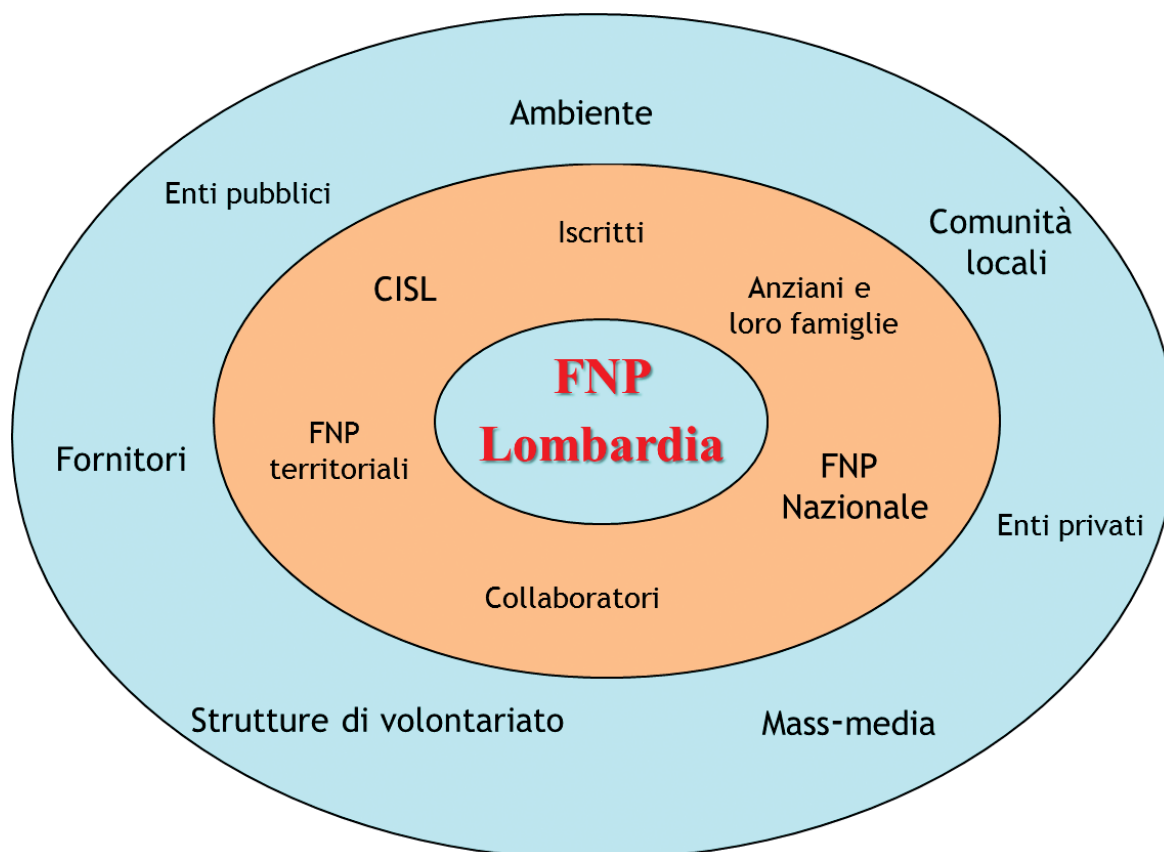 Ambiente
Enti pubblici
Comunità
locali
Iscritti
CISL
Anziani e
loro famiglie
FNP
Lombardia
FNP
territoriali
Fornitori
FNP
Nazionale
Enti privati
Collaboratori
Strutture di volontariato
Mass-media